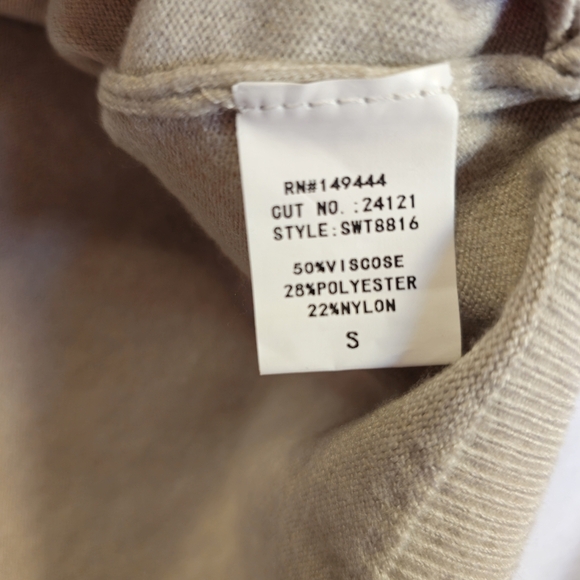 RN#149444
CUT NO. :24121
STYLE:SWT8816
50%VISCOSE
28%POLYESTER
22%NYLON
S